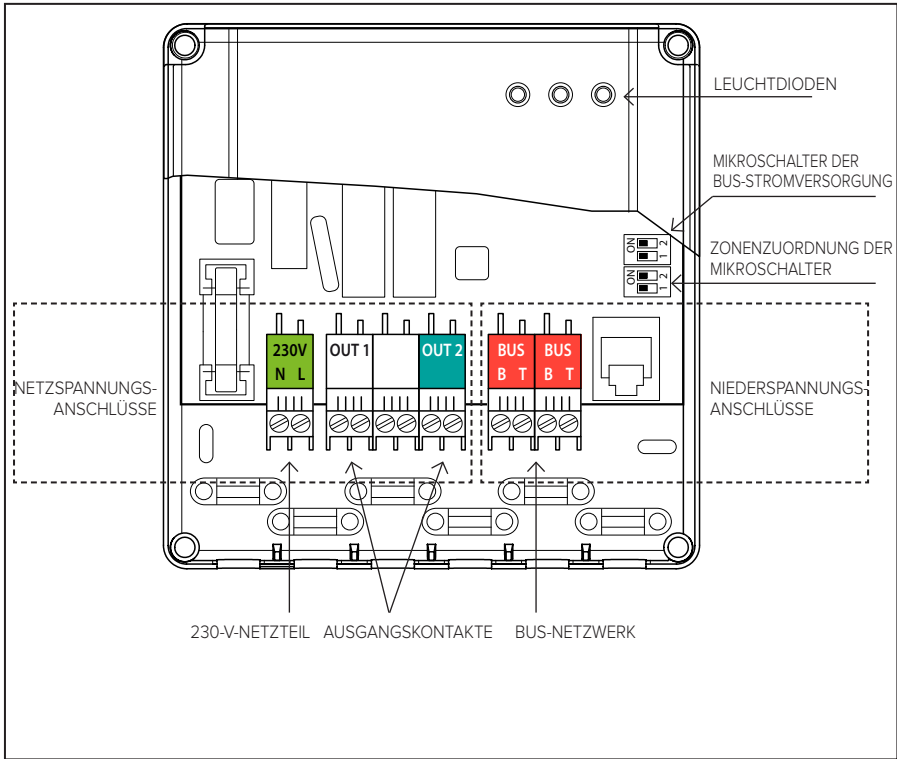 LEUCHTDIODEN
MIKROSCHALTER DER
BUS-STROMVERSORGUNG
ON
1 2
ZONENZUORDNUNG DER
MIKROSCHALTER
ON
1 2
NETZSPANNUNGS-
ANSCHLÜSSE
230V
N L
OUT 1
OUT 2
BUS
B T
BUS
B T
NIEDERSPANNUNGS-
ANSCHLÜSSE
230-V-NETZTEIL
AUSGANGSKONTAKTE
BUS-NETZWERK